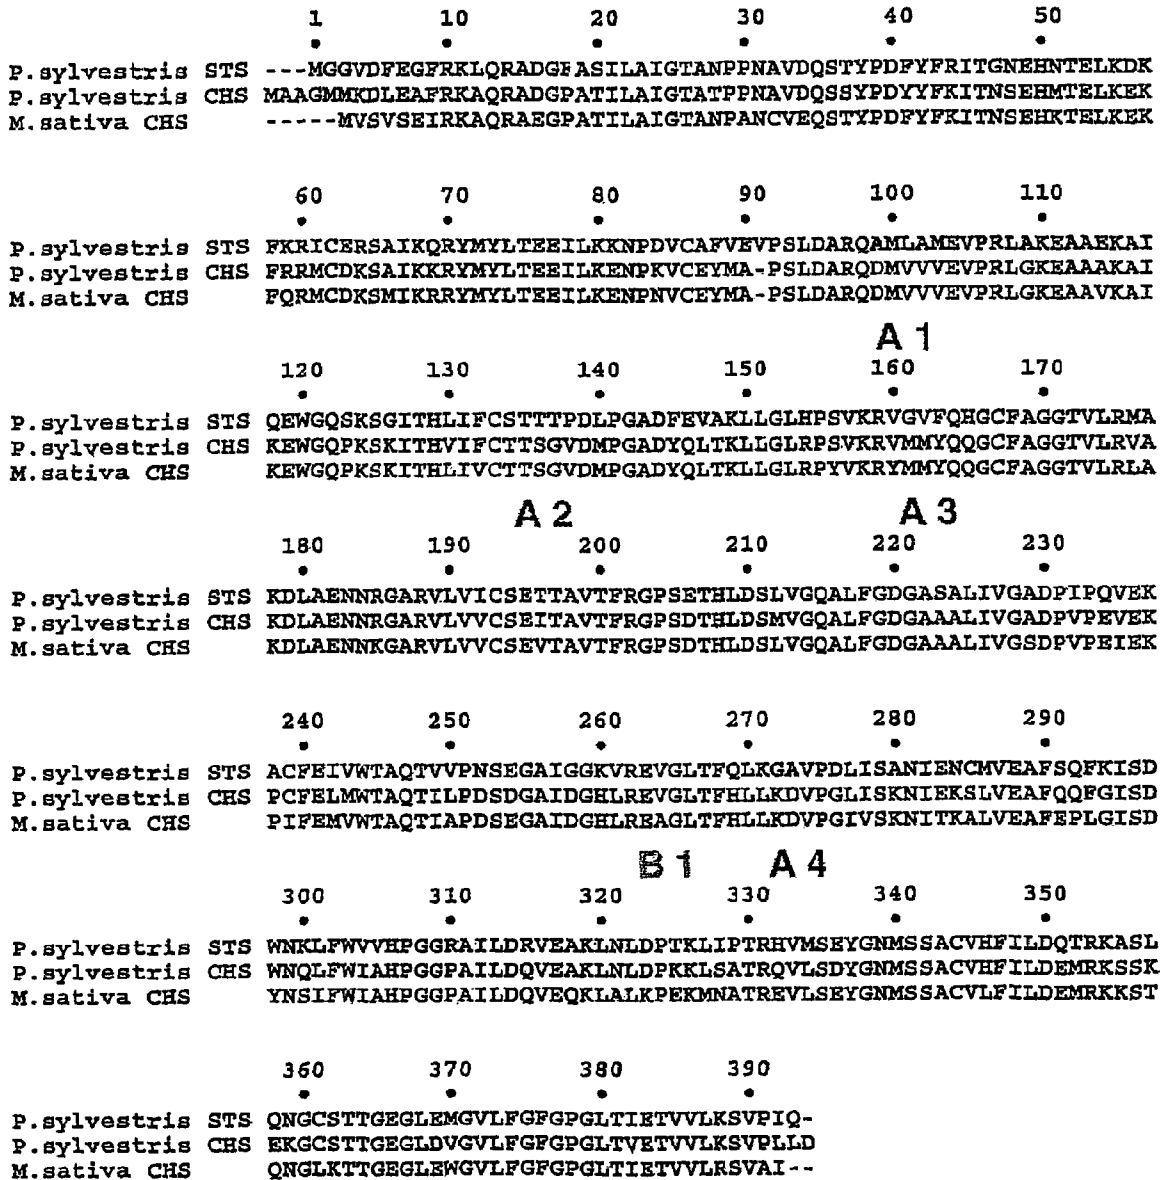 1 10 20 30 40 50
P.sylvestris STS ---MGGVDFEGFRKLQRADGFASILAIGTANPPNAVDQSTYPDFYFRITGNEHNTELKDK
P.sylvestris CHS MAAGMMKDLEAFRKAQRADGPATILAIGTATPPNAVDQSSYPDYYFKITNSEHMTELKEK
M.sativa CHS -----MVSVSEIRKAQRAEGPATILAIGTANPANCVEQSTYPDFYFKITNSEHKTELKEK
60 70 80 90 100 110
P.sylvestris STS FKRICERSAIKQRYMYLTEEILKKNPDVCAFVEVPSLDARQAMLAMEVPRLAKEAAEKAI
P.sylvestris CHS FRRMCDKSAIKKRYMYLTEEILKENPKVCEYMA-PSLDARQDMVVVEVPRLGKEAAAKAI
M.sativa CHS FQRMCDKSMIKRRYMYLTEEILKENPNVCEYMA-PSLDARQDMVVVEVPRLGKEAAVKAI
A 1
120 130 140 150 160 170
P.sylvestris STS QEWGQSKSGITHLIFCSTTTPDLPGADFEVAKLLGLHPSVKRVGVFQHGCFAGGTVLRMA
P.sylvestris CHS KEWGQPKSKITHVIFCTTSGVDMPGADYQLTKLLGLRPSVKRVMMYQQGCFAGGTVLRVA
M.sativa CHS KEWGQPKSKITHLIVCTTSGVDMPGADYQLTKLLGLRPYVKRYMMYQQGCFAGGTVLRLA
A 2 A 3
180 190 200 210 220 230
P.sylvestris STS KDLAENNRGARVLVICSETTAVTFRGPSETHLDSLVGQALFGDGASALIVGADPIPQVEK
P.sylvestris CHS KDLAENNRGARVLVVCSEITAVTFRGPSDTHLDSMVGQALFGDGAAALIVGADPVPEVEK
M.sativa CHS KDLAENNKGARVLVVCSEVTAVTFRGPSDTHLDSLVGQALFGDGAAALIVGSDPVPEIEK
240 250 260 270 280 290
P.sylvestris STS ACFEIVWTAQTVVPNSEGAIGGKVREVGLTFQLKGAVPDLISANIENCMVEAFSQFKISD
P.sylvestris CHS PCFELMWTAQTILPDSDGAIDGHLREVGLTFHLLKDVPGLISKNIEKSLVEAFQQFGISD
M.sativa CHS PIFEMVWTAQTIAPDSEGAIDGHLREAGLTFHLLKDVPGIVSKNITKALVEAFEPLGISD
B 1 A 4
300 310 320 330 340 350
P.sylvestris STS WNKLFWVVHPGGRAILDRVEAKLNLDPTKLIPTRHVMSEYGNMSSACVHFILDQTRKASL
P.sylvestris CHS WNQLFWIAHPGGPAILDQVEAKLNLDPKKLSATRQVLSDYGNMSSACVHFILDEMRKSSK
M.sativa CHS YNSIFWIAHPGGPAILDQVEQKLALKPEKMNATREVLSEYGNMSSACVLFILDEMRKKST
360 370 380 390
P.sylvestris STS QNGCSTTGEGLEMGVLFGFGPGLTIETVVLKSVPIQ-
P.sylvestris CHS EKGCSTTGEGLDVGVLFGFGPGLTVETVVLKSVPLLD
M.sativa CHS QNGLKTTGEGLEWGVLFGFGPGLTIETVVLRSVAI--